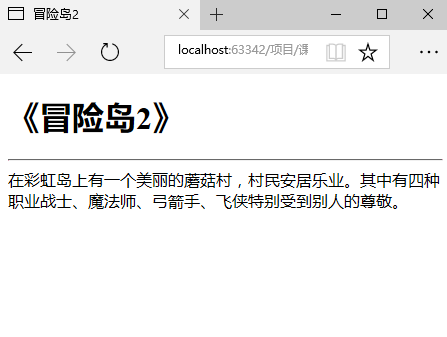 冒险岛2
localhost:63342/项目/课
《冒险岛2》
在彩虹岛上有一个美丽的蘑菇村，村民安居乐业。其中有四种
职业战士、魔法师、弓箭手、飞侠特别受到别人的尊敬。